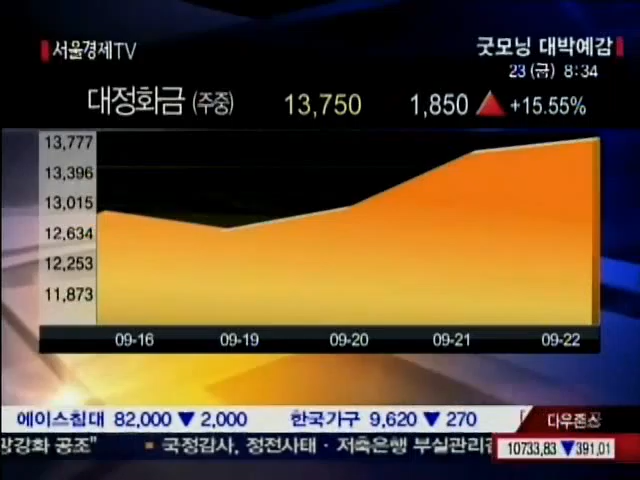 서울경제TV
굿모닝 대박예감
23 (금) 8:34
대정화금 (주중) 13,750 1,850 ▲ +15.55%
13,777
13,396
13,015
12,634
12,253
11,873
09-16 09-19 09-20 09-21 09-22
에이스침대 82,000 ▼ 2,000 한국가구 9,620 ▼ 270
다우존스
강화 공조" 국정감사, 정전사태·저축은행 부실관리
10733,83 ▼391,01